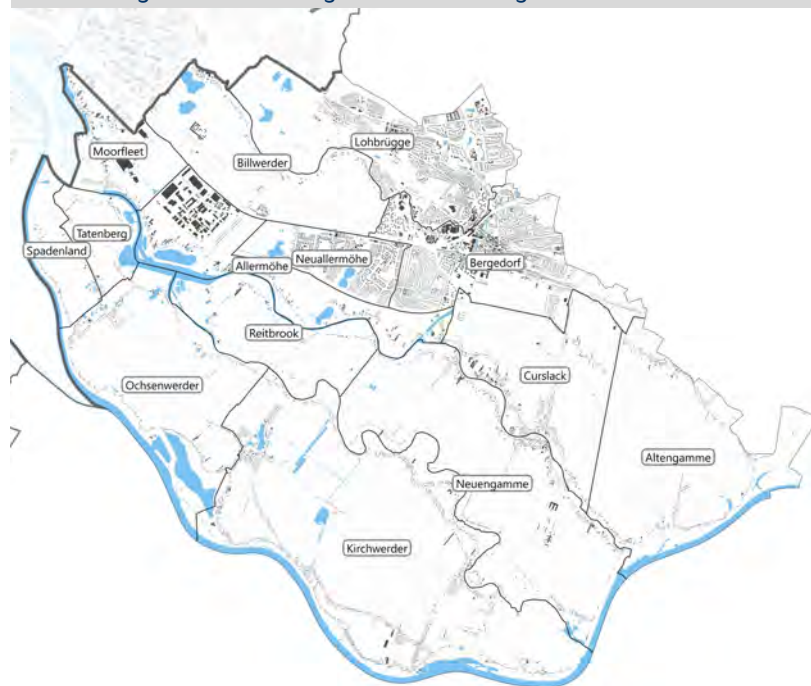 Lohbrügge
Moorfleet
Billwerder
Tatenberg
Spadenland
Allermöhe
Neuallermöhe
Bergedorf
Reitbrook
Ochsenwerder
Curslack
Altengamme
Neuengamme
Kirchwerder